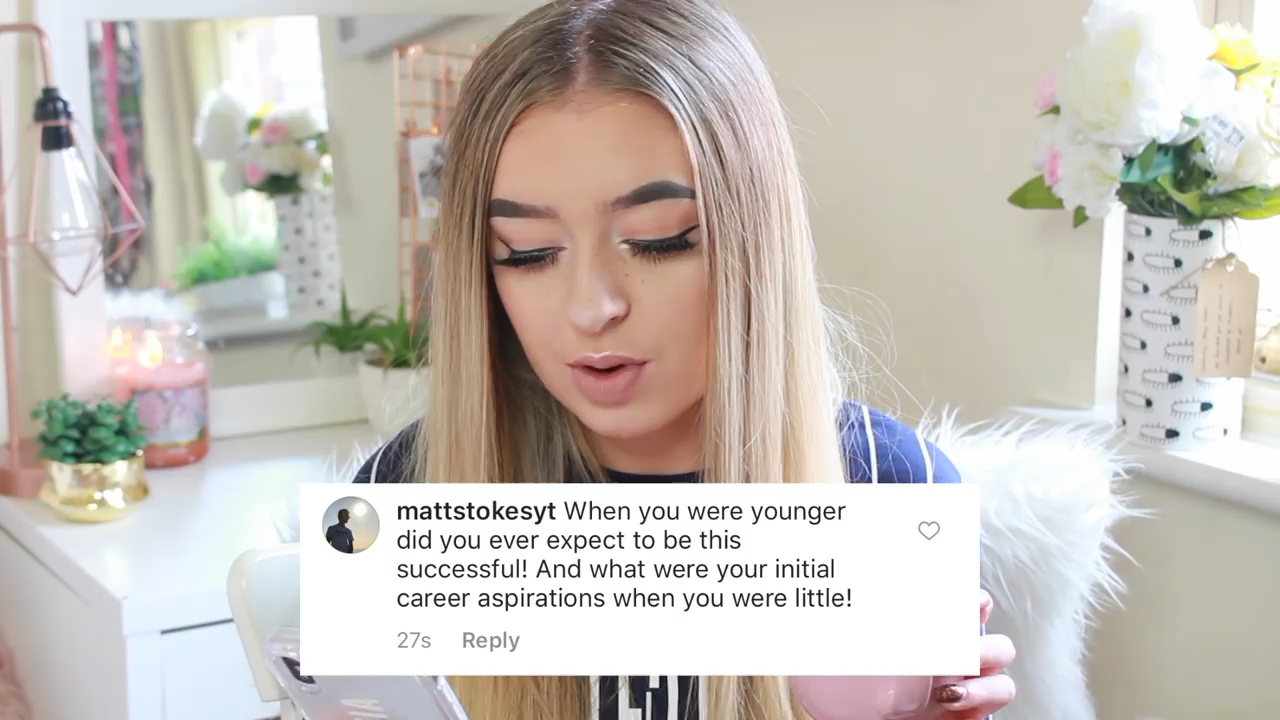 mattstokesyt When you were younger
did you ever expect to be this
successful! And what were your initial
career aspirations when you were little!
27s Reply